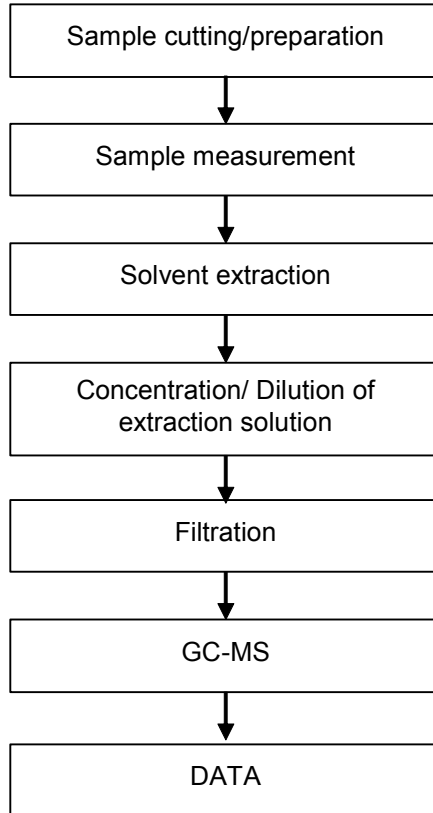 Sample cutting/preparation
Sample measurement
Solvent extraction
Concentration/ Dilution of
extraction solution
Filtration
GC-MS
DATA